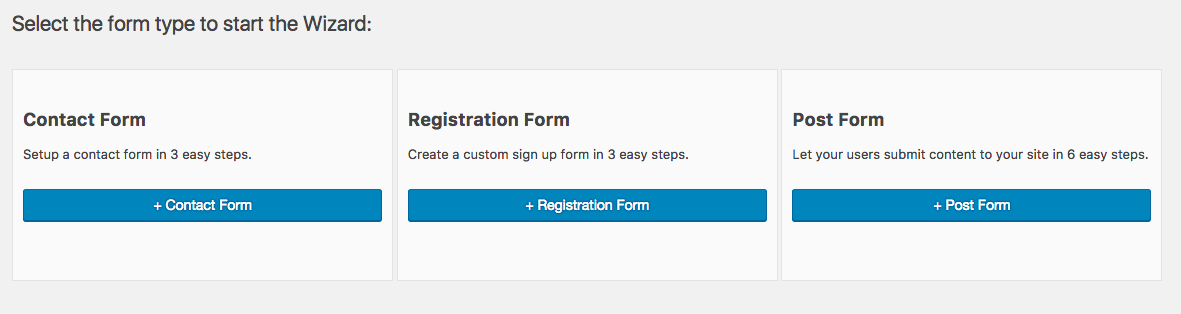 Select the form type to start the Wizard:
Contact Form
Setup a contact form in 3 easy steps.
+ Contact Form
Registration Form
Create a custom sign up form in 3 easy steps.
+ Registration Form
Post Form
Let your users submit content to your site in 6 easy steps.
+ Post Form